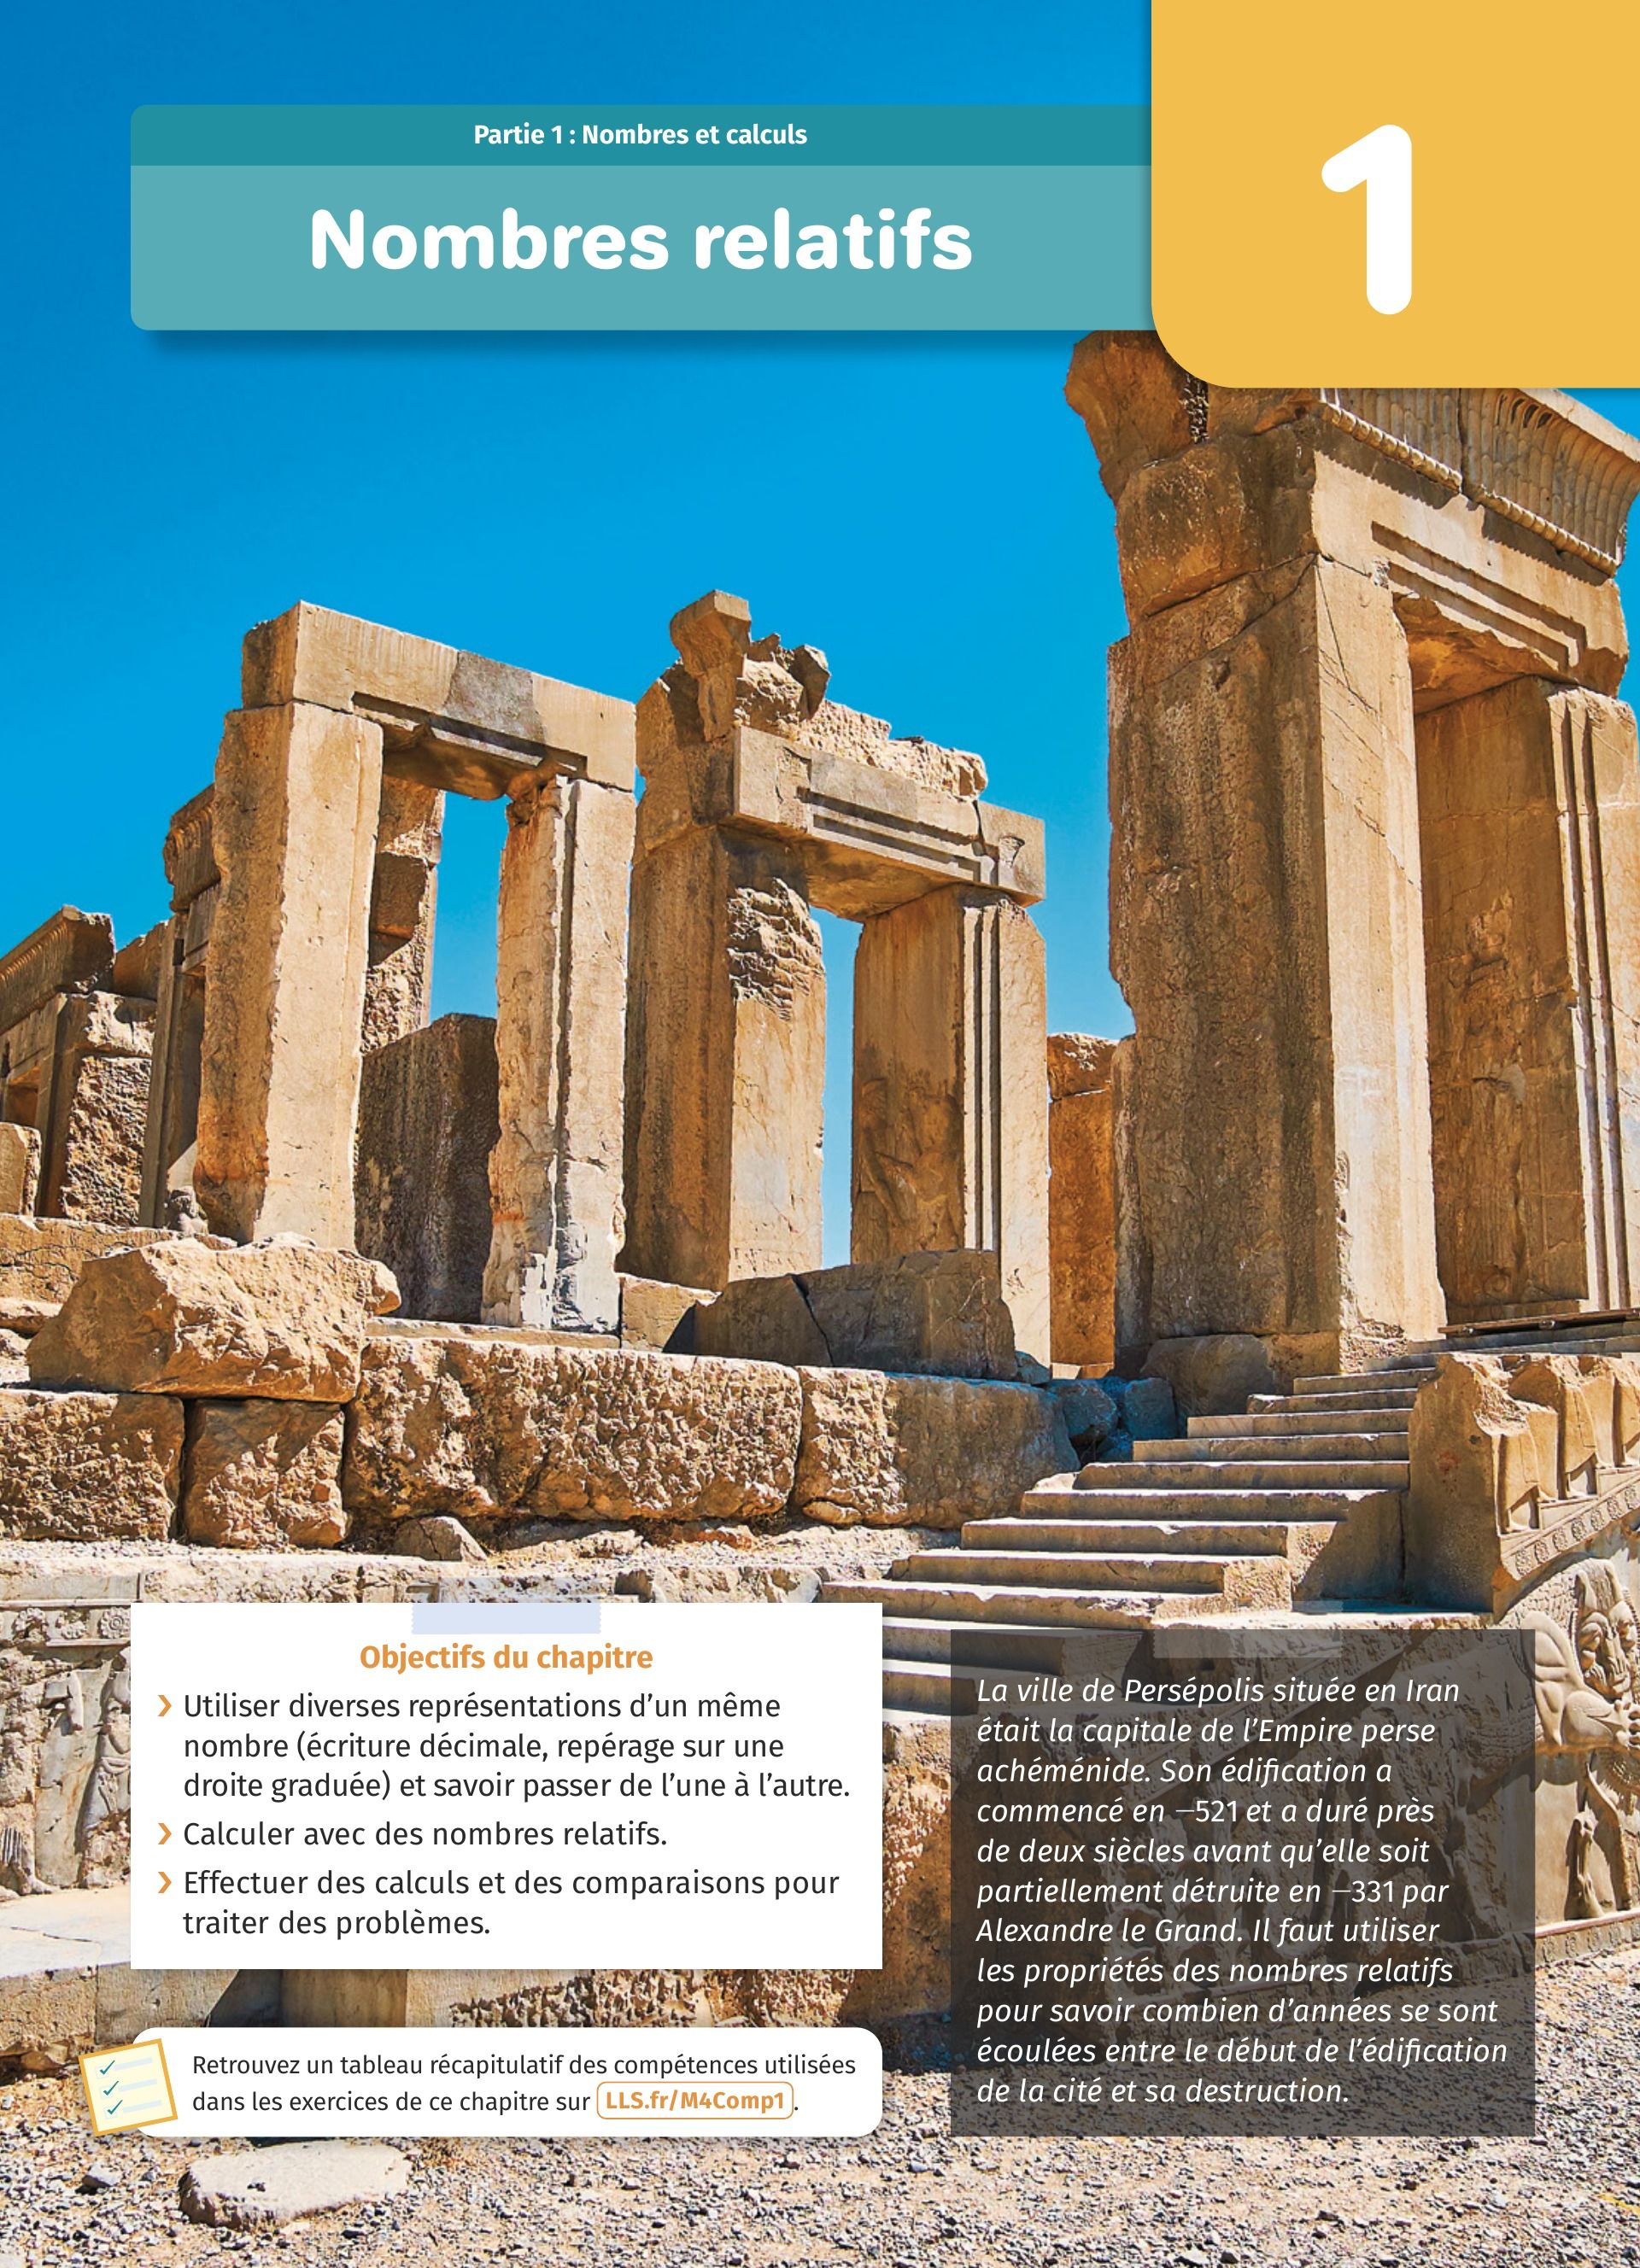 Partie 1 : Nombres et calculs
Nombres relatifs
1
Objectifs du chapitre
› Utiliser diverses représentations d’un même
nombre (écriture décimale, repérage sur une
droite graduée) et savoir passer de l’une à l’autre.
› Calculer avec des nombres relatifs.
› Effectuer des calculs et des comparaisons pour
traiter des problèmes.
Retrouvez un tableau récapitulatif des compétences utilisées
dans les exercices de ce chapitre sur LLS.fr/M4Comp1.
La ville de Persépolis située en Iran
était la capitale de l’Empire perse
achéménide. Son édification a
commencé en −521 et a duré près
de deux siècles avant qu’elle soit
partiellement détruite en −331 par
Alexandre le Grand. Il faut utiliser
les propriétés des nombres relatifs
pour savoir combien d’années se sont
écoulées entre le début de l’édification
de la cité et sa destruction.